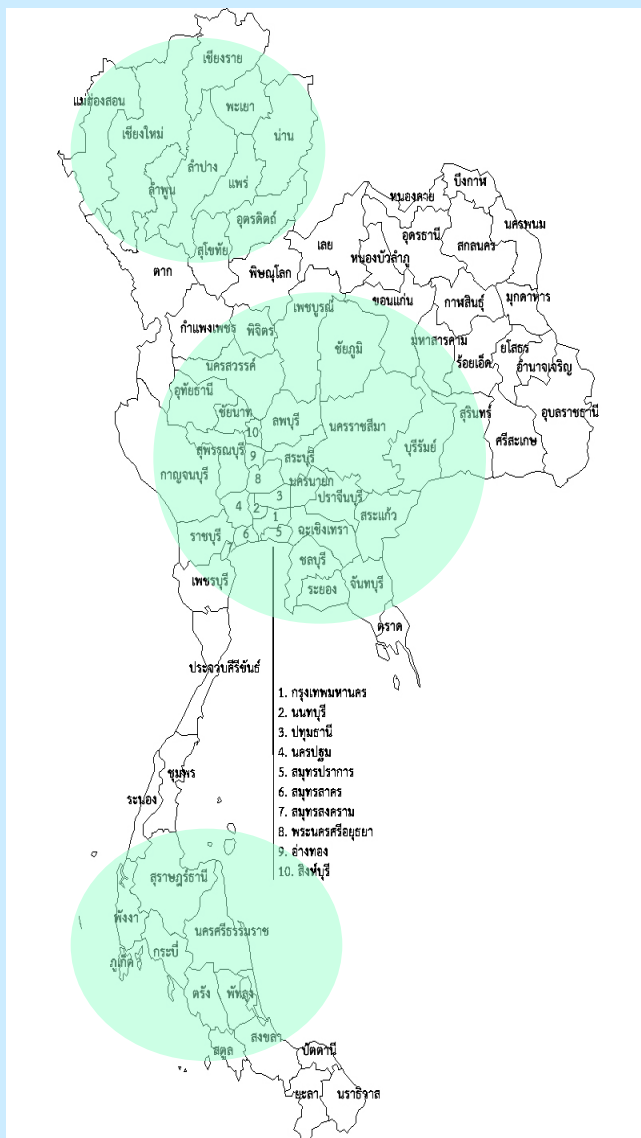 เชียงราย
แม่ฮ่องสอน
พะเยา
เชียงใหม่
น่าน
ลำปาง
ลำพูน
แพร่
อุตรดิตถ์
สุโขทัย
ตาก
พิษณุโลก
เลย
หนองคาย
บึงกาฬ
หนองบัวลำภู
อุดรธานี
สกลนคร
นครพนม
กำแพงเพชร
พิจิตร
เพชรบูรณ์
ขอนแก่น
กาฬสินธุ์
มุกดาหาร
ชัยภูมิ
มหาสารคาม
ร้อยเอ็ด
ยโสธร
อำนาจเจริญ
นครสวรรค์
อุทัยธานี
ชัยนาท
ลพบุรี
นครราชสีมา
บุรีรัมย์
สุรินทร์
ศรีสะเกษ
อุบลราชธานี
10
สุพรรณบุรี
9
สระบุรี
กาญจนบุรี
8
นครนายก
3
ปราจีนบุรี
4
2
1
สระแก้ว
ราชบุรี
6
5
ฉะเชิงเทรา
7
ชลบุรี
เพชรบุรี
ระยอง
จันทบุรี
ตราด
ประจวบคีรีขันธ์
1. กรุงเทพมหานคร
2. นนทบุรี
3. ปทุมธานี
4. นครปฐม
5. สมุทรปราการ
6. สมุทรสาคร
7. สมุทรสงคราม
8. พระนครศรีอยุธยา
9. อ่างทอง
10. สิงห์บุรี
ชุมพร
ระนอง
สุราษฎร์ธานี
พังงา
นครศรีธรรมราช
ภูเก็ต
กระบี่
ตรัง
พัทลุง
สงขลา
สตูล
ปัตตานี
ยะลา
นราธิวาส